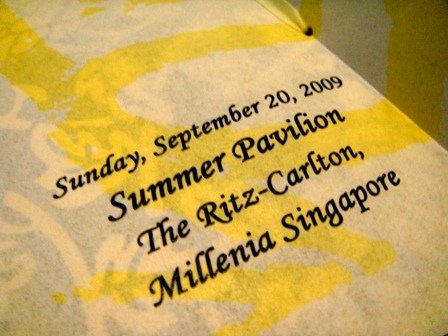 Sunday, September 20, 2009
Summer Pavilion
The Ritz-Carlton,
Millenia Singapore